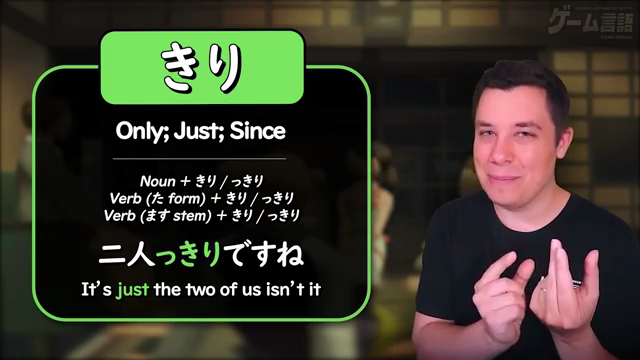 ゲーム言語
きり
Only; Just; Since
Noun + きり / っきり
Verb (た form) + きり / っきり
Verb (ます stem) + きり / っきり
二人っきりですね
It's just the two of us isn't it